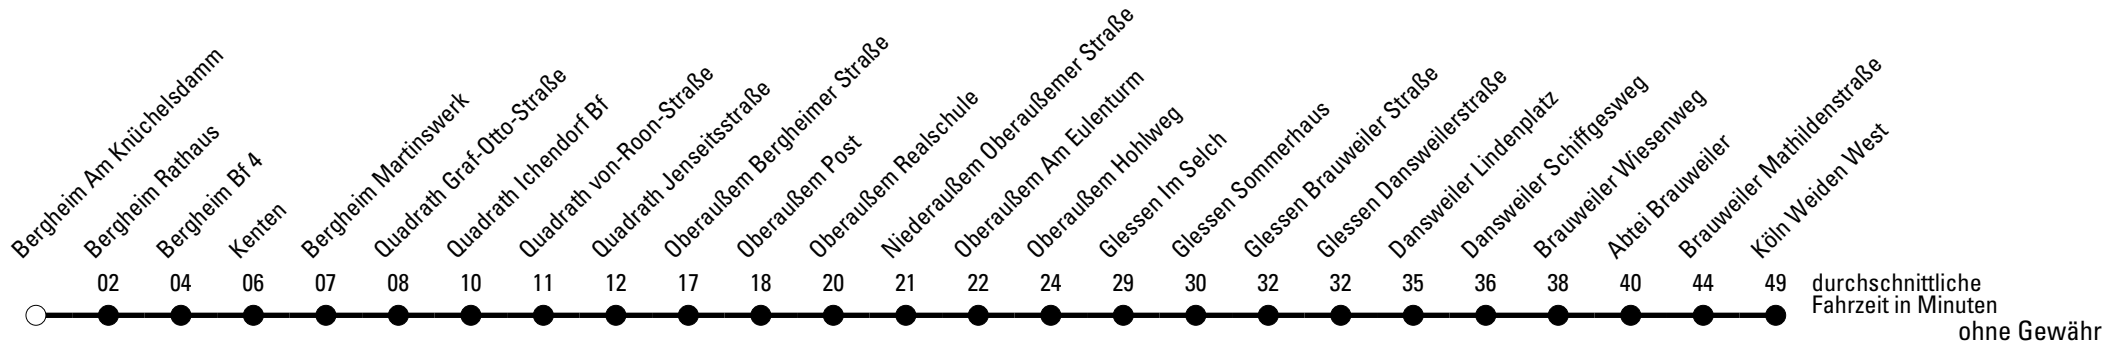 Bergheim Am Knüchelsdamm
Bergheim Rathaus
Bergheim Bf 4
Kenten
Bergheim Martinswerk
Quadrath Graf-Otto-Straße
Quadrath Ichendorf Bf
Quadrath von-Roon-Straße
Quadrath Jenseitsstraße
Oberaußem Bergheimer Straße
Oberaußem Post
Oberaußem Realschule
Niederaußem Oberaußemer Straße
Oberaußem Am Eulenturm
Oberaußem Hohlweg
Glessen Im Selch
Glessen Sommerhaus
Glessen Brauweiler Straße
Glessen Dansweilerstraße
Dansweiler Lindenplatz
Dansweiler Schiffgesweg
Brauweiler Wiesenweg
Abtei Brauweiler
Brauweiler Mathildenstraße
Köln Weiden West
02 04 06 07 08 10 11 12 17 18 20 21 22 24 29 30 32 32 35 36 38 40 44 49
durchschnittliche
Fahrzeit in Minuten
ohne Gewähr